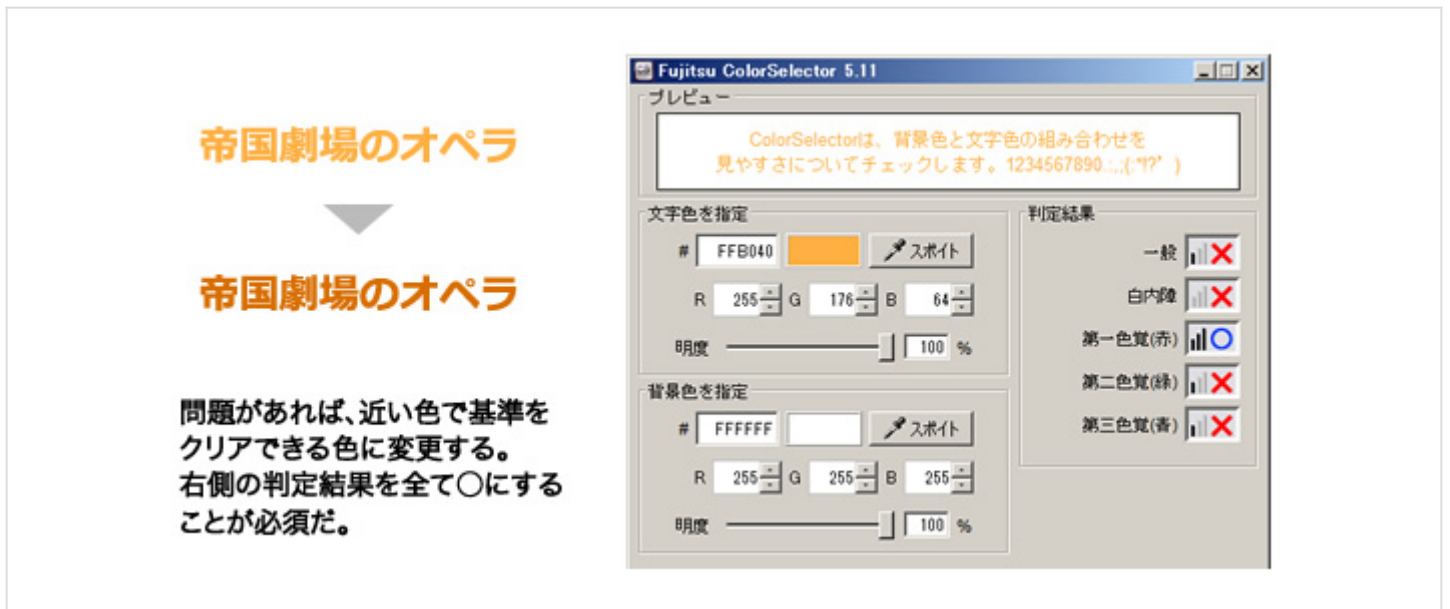 帝国劇場のオペラ
帝国劇場のオペラ
問題があれば、近い色で基準を
クリアできる色に変更する。
右側の判定結果を全て○にする
ことが必須だ。
Fujitsu ColorSelector 5.11
プレビュー
ColorSelectorは、背景色と文字色の組み合わせを
見やすさについてチェックします。1234567890.:,;(:*!?’)
文字色を指定
# FFB040 スポイト
R 255 G 176 B 64
明度 100 %
背景色を指定
# FFFFFF スポイト
R 255 G 255 B 255
明度 100 %
判定結果
一般
白内障
第一色覚(赤)
第二色覚(緑)
第三色覚(青)